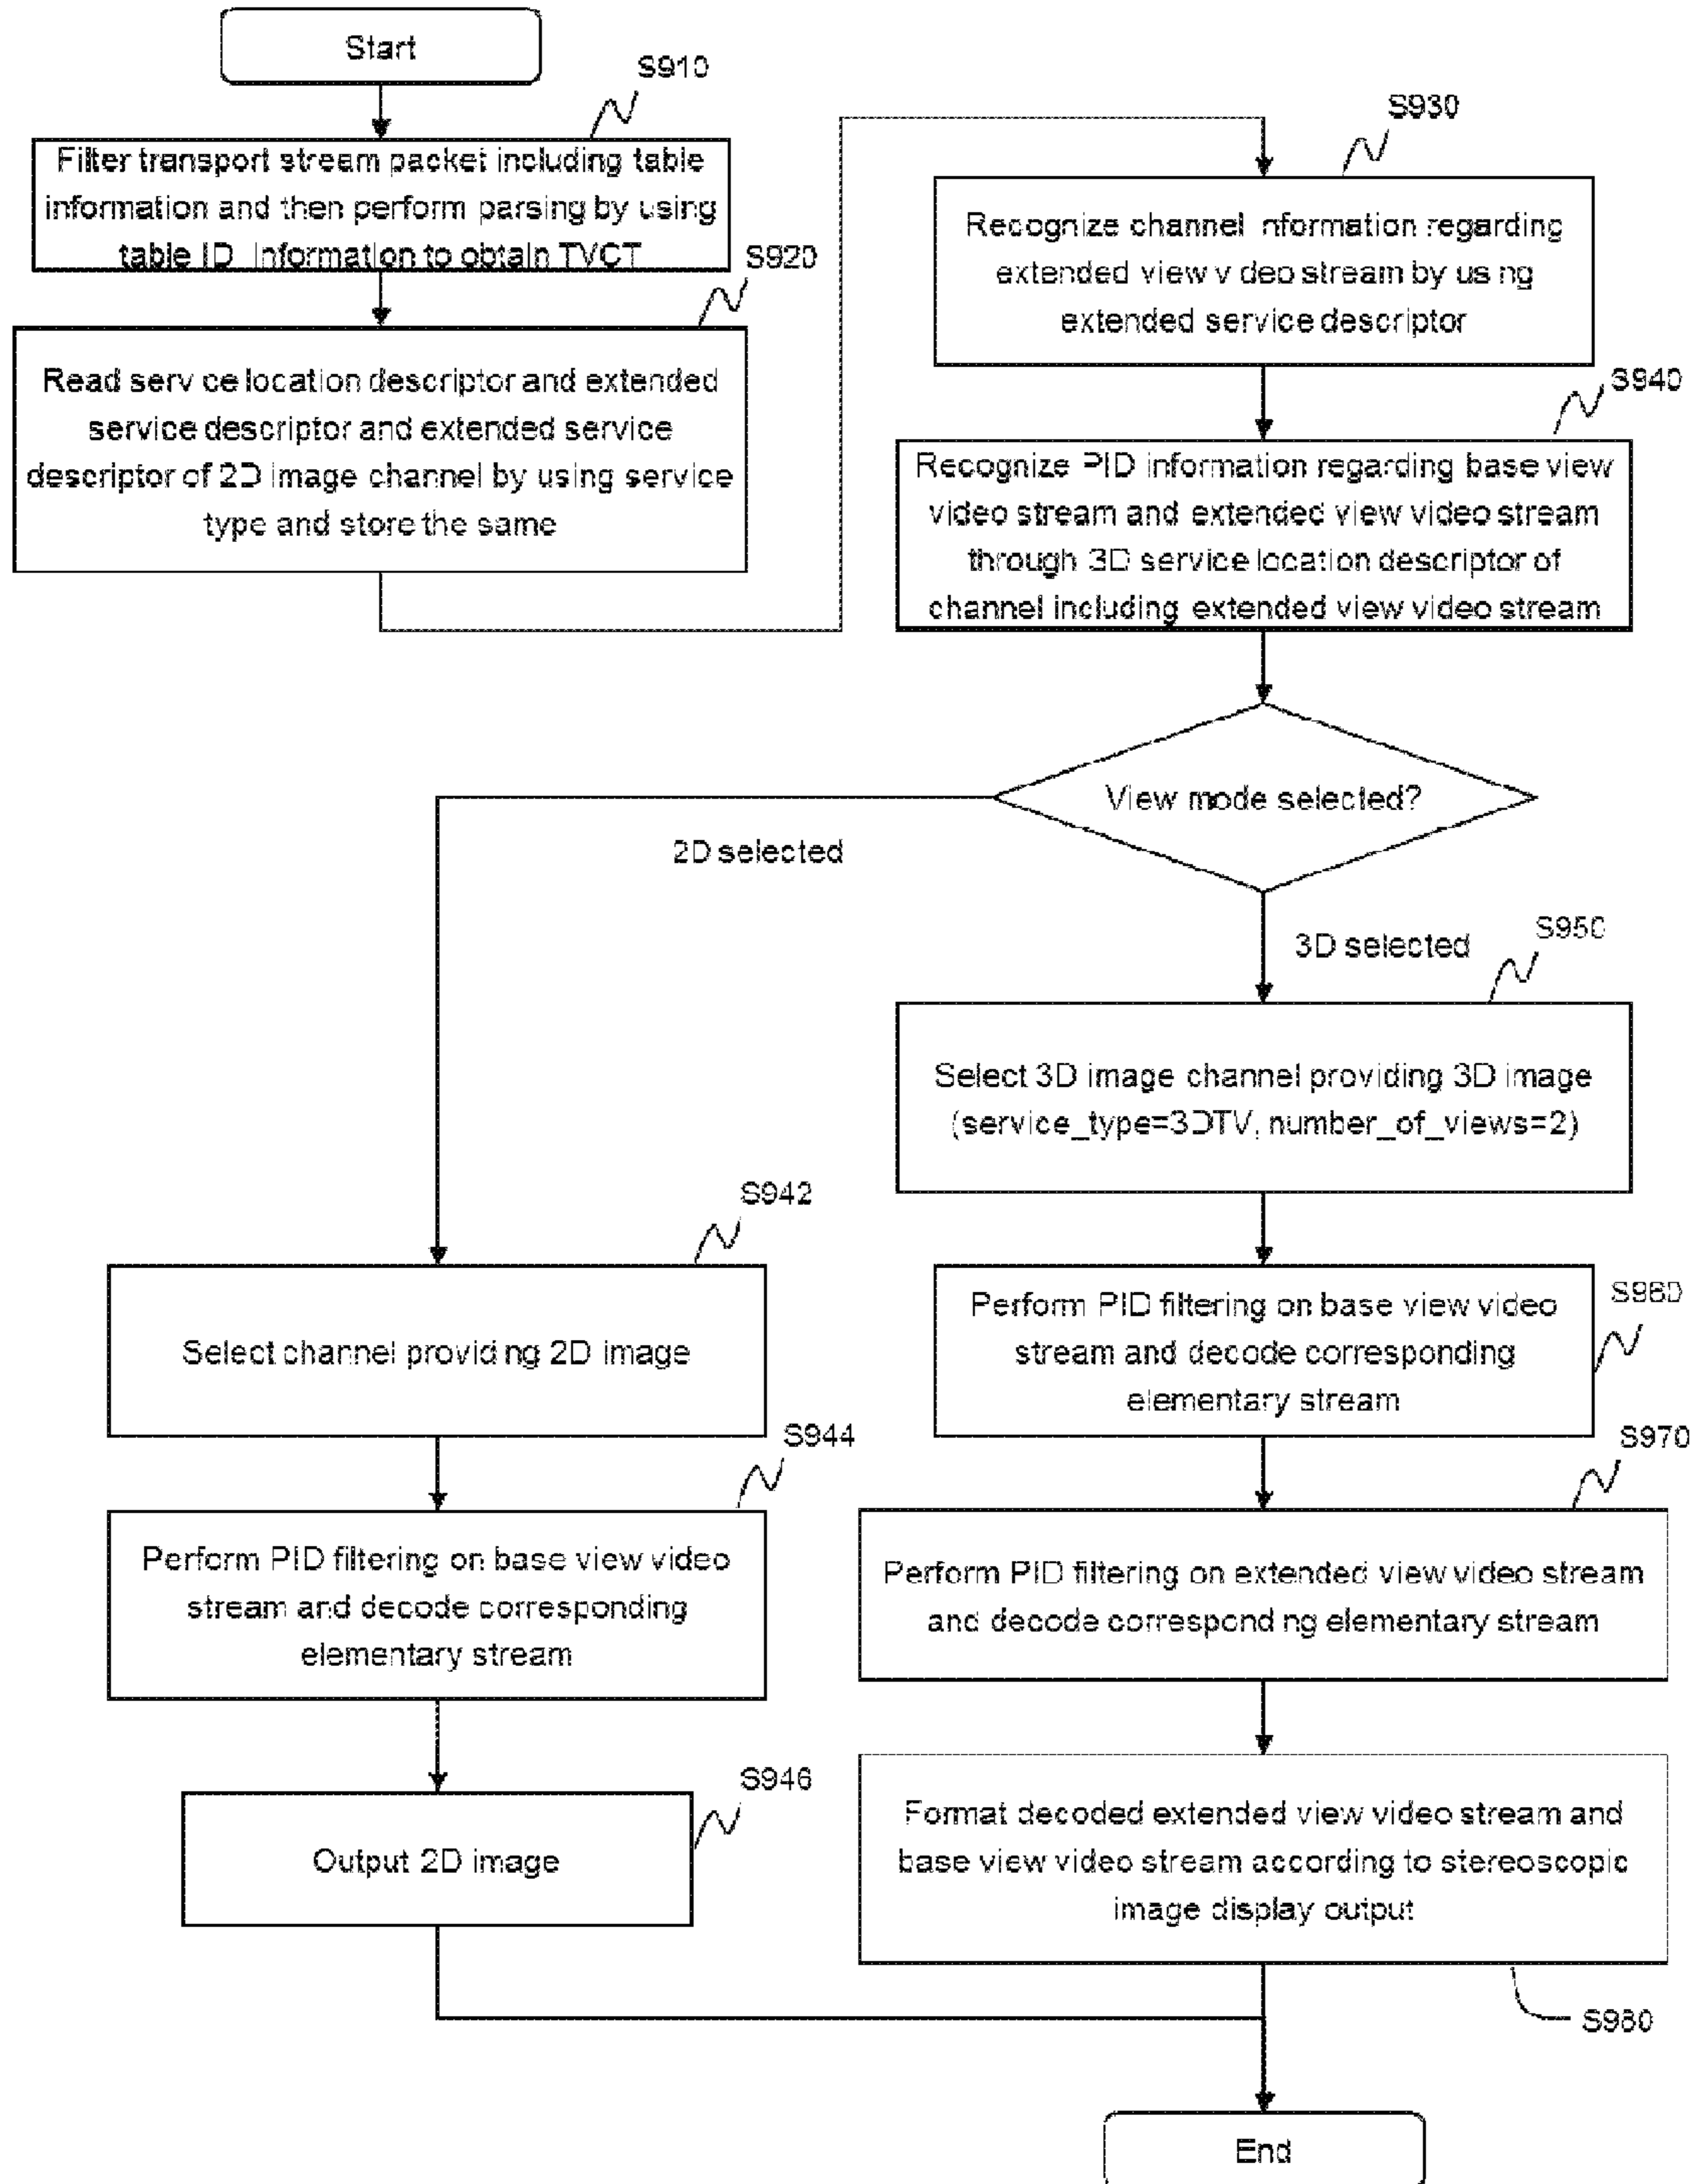 Start
S910
Filter transport stream packet including table
information and then perform parsing by using
table ID information to obtain TVCT
S920
Read service location descriptor and extended
service descriptor and extended service
descriptor of 2D image channel by using service
type and store the same
S930
Recognize channel information regarding
extended view video stream by using
extended service descriptor
S940
Recognize PID information regarding base view
video stream and extended view video stream
through 3D service location descriptor of
channel including extended view video stream
View mode selected?
2D selected
3D selected
S950
Select 3D image channel providing 3D image
(service_type=3DTV, number_of_views=2)
S942
Select channel providing 2D image
S960
Perform PID filtering on base view video
stream and decode corresponding
elementary stream
S944
Perform PID filtering on base view video
stream and decode corresponding
elementary stream
S970
Perform PID filtering on extended view video stream
and decode corresponding elementary stream
S946
Output 2D image
Format decoded extended view video stream and
base view video stream according to stereoscopic
image display output
S980
End